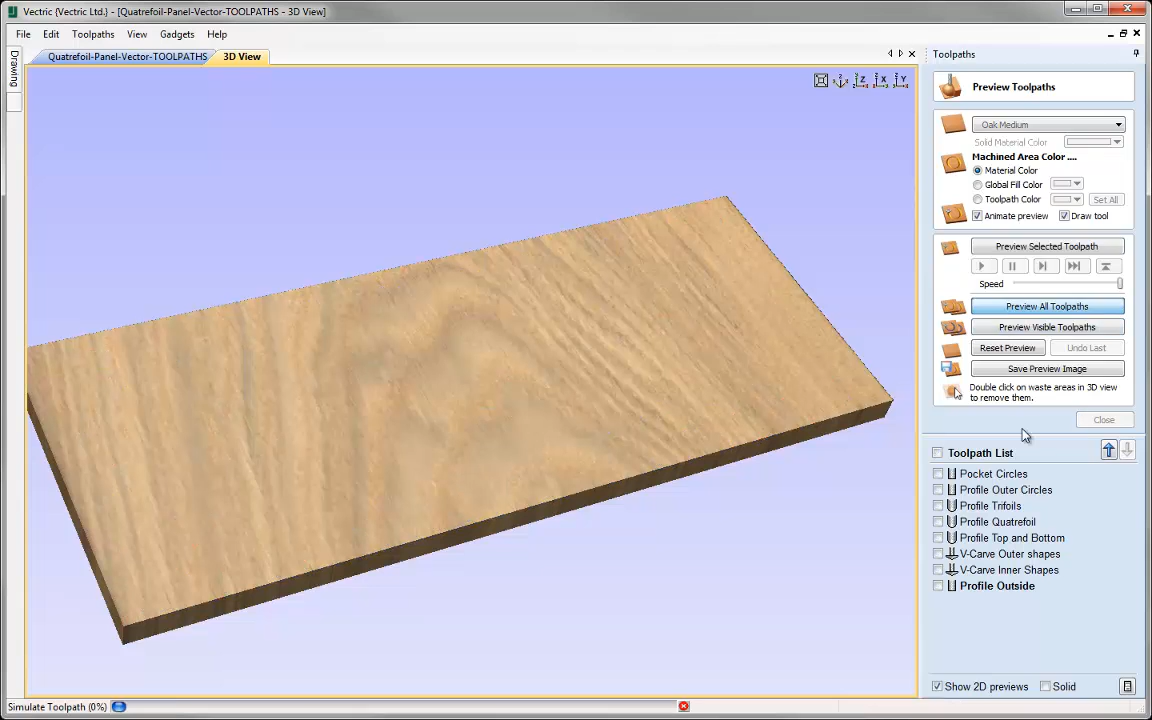 Vectric {Vectric Ltd.} - [Quatrefoil-Panel-Vector-TOOLPATHS - 3D View]
File Edit Toolpaths View Gadgets Help
Drawing
Quatrefoil-Panel-Vector-TOOLPATHS 3D View
Z X Y
Toolpaths
Preview Toolpaths
Oak Medium
Solid Material Color
Machined Area Color ....
Material Color
Global Fill Color
Toolpath Color Set All
Animate preview Draw tool
Preview Selected Toolpath
Speed
Preview All Toolpaths
Preview Visible Toolpaths
Reset Preview Undo Last
Save Preview Image
Double click on waste areas in 3D view
to remove them.
Close
Toolpath List
Pocket Circles
Profile Outer Circles
Profile Trifoils
Profile Quatrefoil
Profile Top and Bottom
V-Carve Outer shapes
V-Carve Inner Shapes
Profile Outside
Show 2D previews Solid
Simulate Toolpath (0%)